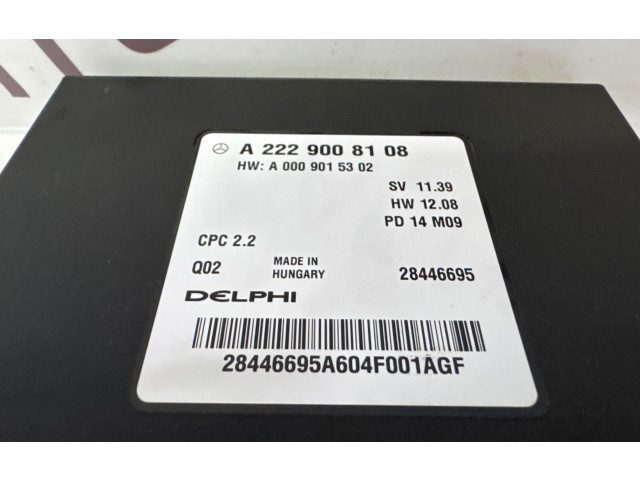 A 222 900 81 08
HW: A 000 901 53 02
SV 11.39
HW 12.08
PD 14 M09
CPC 2.2
Q02
MADE IN
HUNGARY
28446695
DELPHI
28446695A604F001AGF